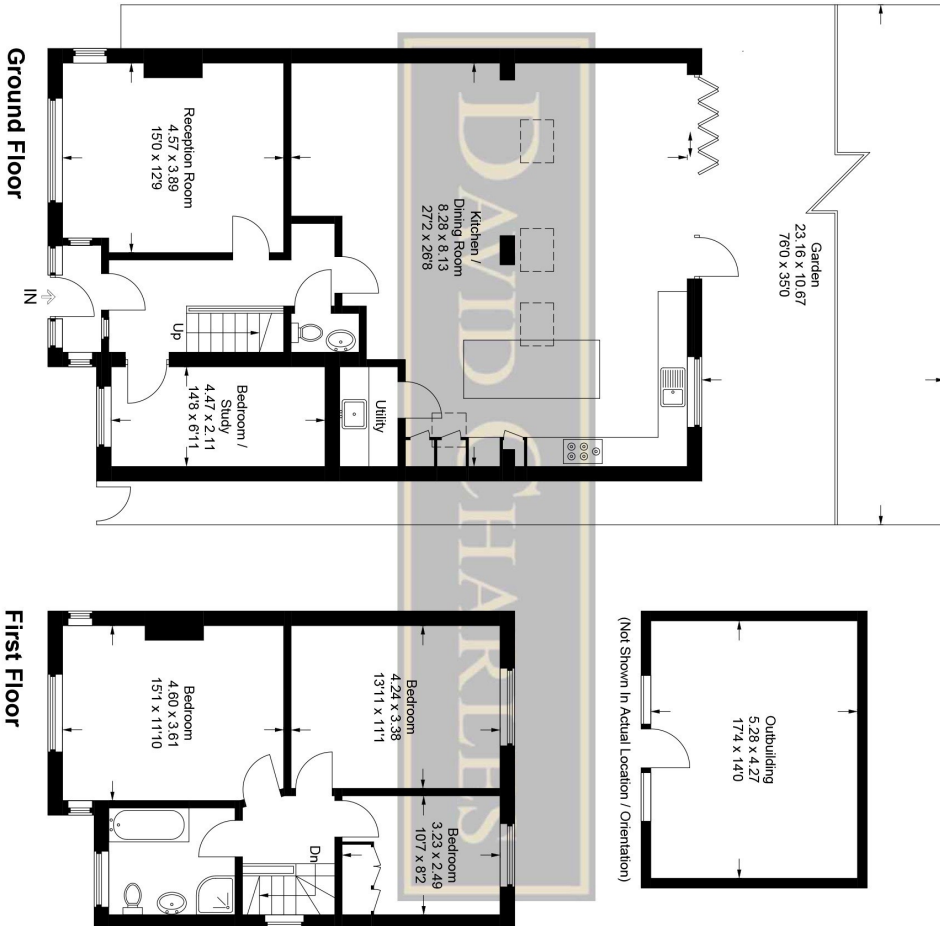 Garden
23.16 x 10.67
76'0 x 35'0
Kitchen /
Dining Room
8.28 x 8.13
27'2 x 26'8
Reception Room
4.57 x 3.89
15'0 x 12'9
Utility
Up
Bedroom /
Study
4.47 x 2.11
14'8 x 6'11
IN
Ground Floor
Outbuilding
5.28 x 4.27
17'4 x 14'0
(Not Shown In Actual Location / Orientation)
Bedroom
4.24 x 3.38
13'11 x 11'1
Bedroom
3.23 x 2.49
10'7 x 8'2
Bedroom
4.60 x 3.61
15'1 x 11'10
Dn
First Floor
DAVID CHARLES